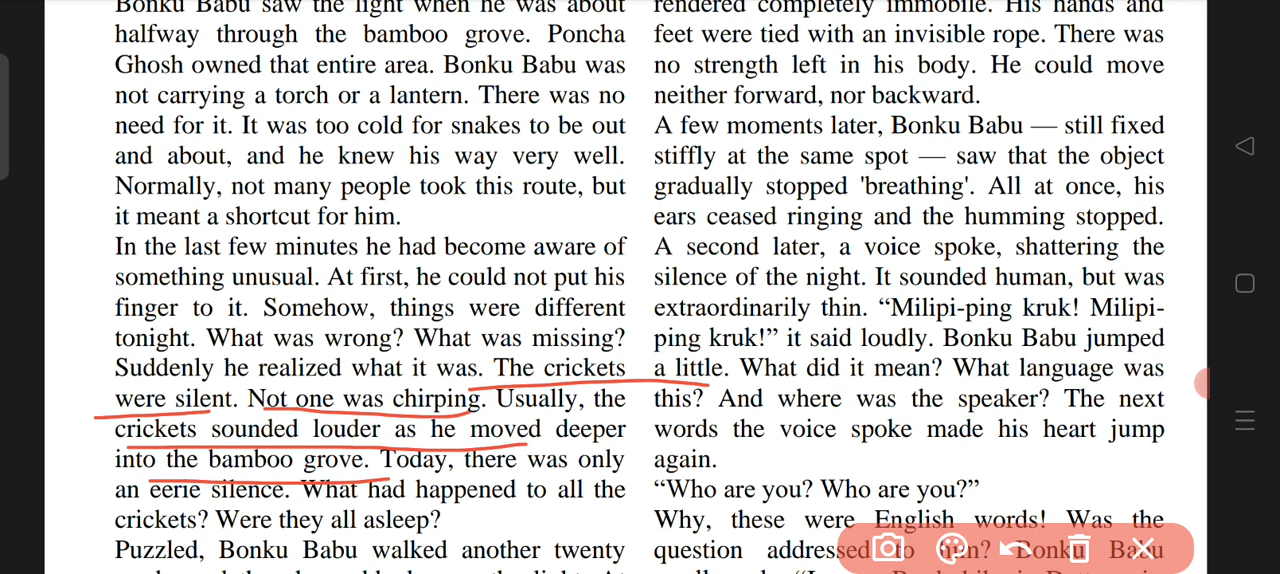 Bonku Babu saw the light when he was about
halfway through the bamboo grove. Poncha
Ghosh owned that entire area. Bonku Babu was
not carrying a torch or a lantern. There was no
need for it. It was too cold for snakes to be out
and about, and he knew his way very well.
Normally, not many people took this route, but
it meant a shortcut for him.
In the last few minutes he had become aware of
something unusual. At first, he could not put his
finger to it. Somehow, things were different
tonight. What was wrong? What was missing?
Suddenly he realized what it was. The crickets
were silent. Not one was chirping. Usually, the
crickets sounded louder as he moved deeper
into the bamboo grove. Today, there was only
an eerie silence. What had happened to all the
crickets? Were they all asleep?
Puzzled, Bonku Babu walked another twenty
rendered completely immobile. His hands and
feet were tied with an invisible rope. There was
no strength left in his body. He could move
neither forward, nor backward.
A few moments later, Bonku Babu — still fixed
stiffly at the same spot — saw that the object
gradually stopped 'breathing'. All at once, his
ears ceased ringing and the humming stopped.
A second later, a voice spoke, shattering the
silence of the night. It sounded human, but was
extraordinarily thin. “Milipi-ping kruk! Milipi-
ping kruk!” it said loudly. Bonku Babu jumped
a little. What did it mean? What language was
this? And where was the speaker? The next
words the voice spoke made his heart jump
again.
“Who are you? Who are you?”
Why, these were English words! Was the
question addressed to him? Bonku Babu